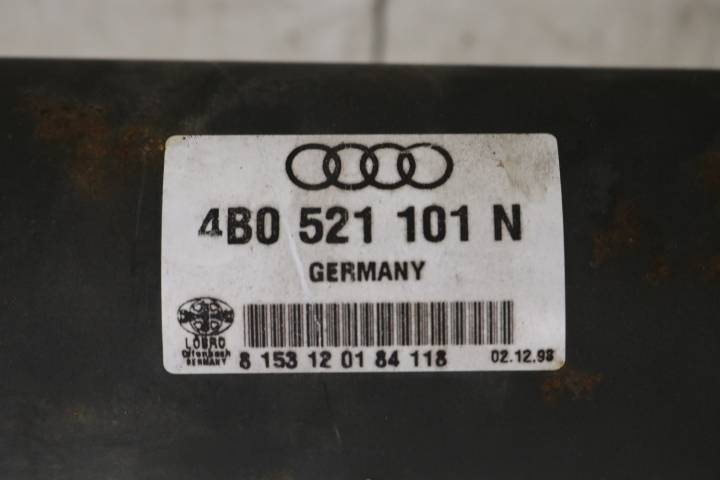 4B0 521 101 N
GERMANY
LÖBRO
Offenbach
GERMANY
8 153 12 01 84 118
02.12.98